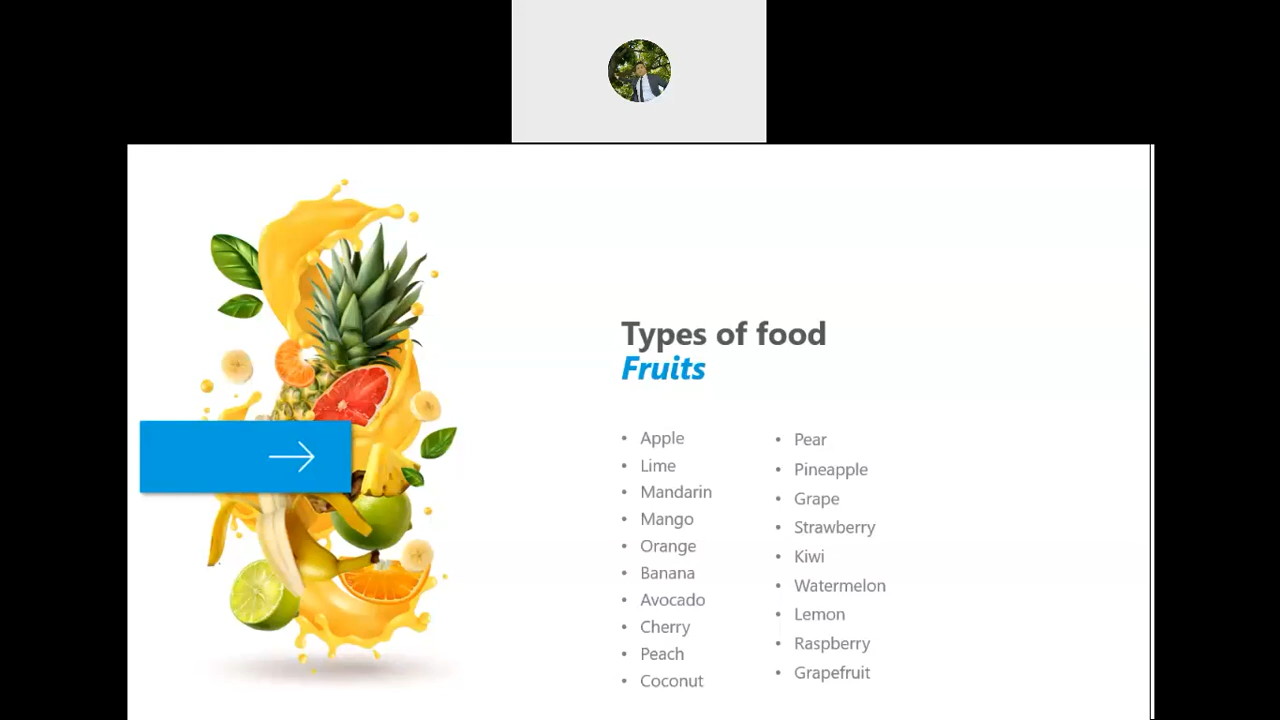 Types of food
Fruits
• Apple
• Lime
• Mandarin
• Mango
• Orange
• Banana
• Avocado
• Cherry
• Peach
• Coconut
• Pear
• Pineapple
• Grape
• Strawberry
• Kiwi
• Watermelon
• Lemon
• Raspberry
• Grapefruit